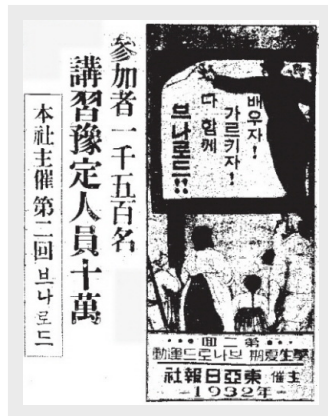 參加者一千五百名
講習豫定人員十萬
本社主催第二回브나로드
배우자!
가르키자!
다 함께
브나로드!!
第二回
學生夏期 브나로드運動
主催 東亞日報社
1932年